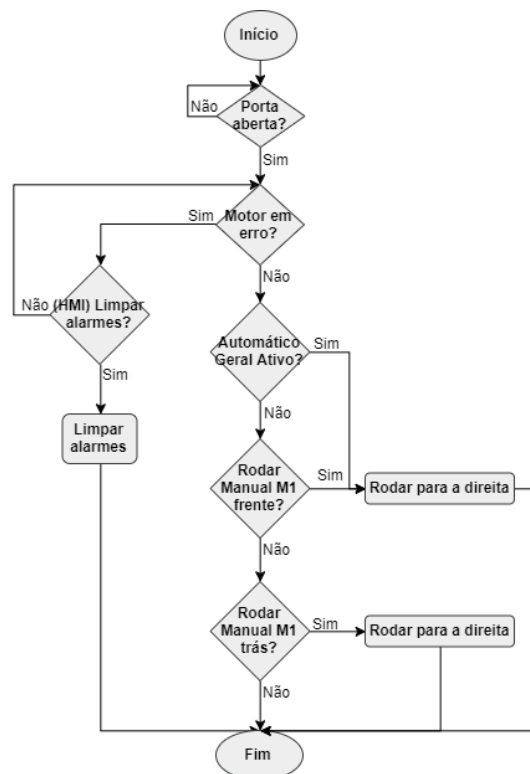 Início
Não
Porta
aberta?
Sim
Sim
Motor em
erro?
Não
Não
(HMI) Limpar
alarmes?
Sim
Automático
Geral Ativo?
Sim
Não
Limpar
alarmes
Rodar
Manual M1
frente?
Sim
Rodar para a direita
Não
Rodar
Manual M1
trás?
Sim
Rodar para a direita
Não
Fim